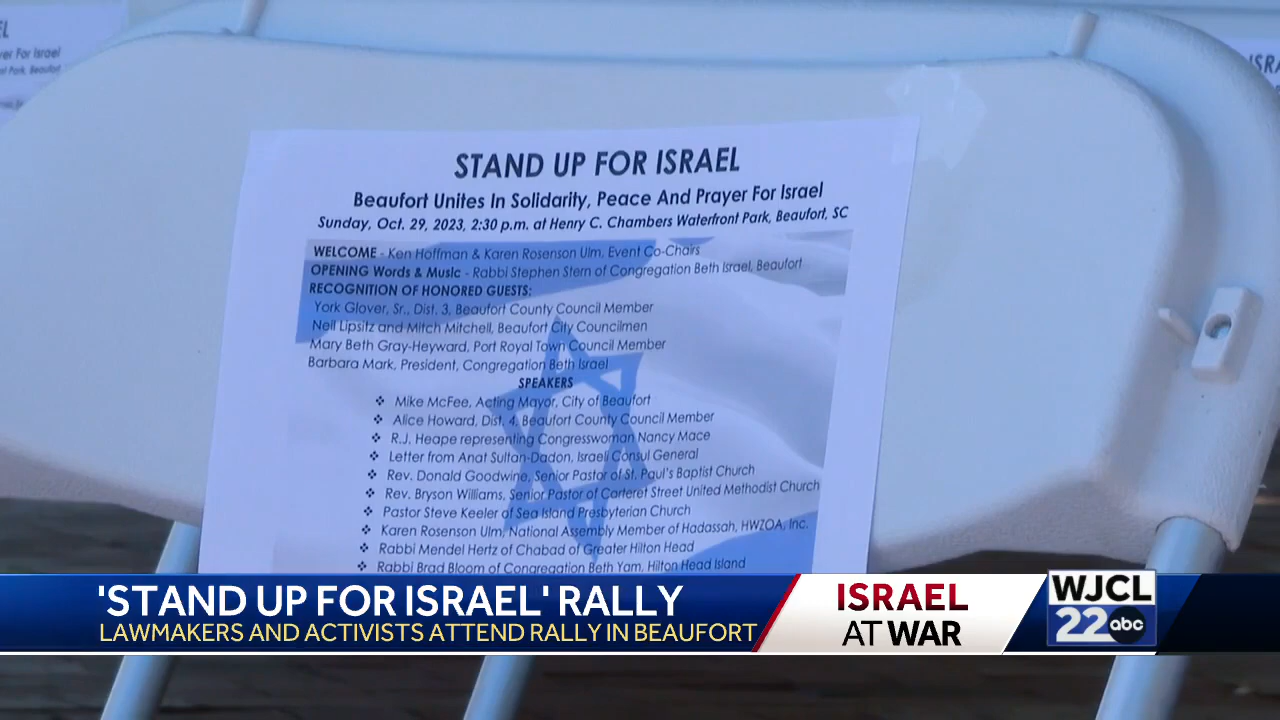 EL
er For Israel
Park, Beaufort
ISRA
STAND UP FOR ISRAEL
Beaufort Unites In Solidarity, Peace And Prayer For Israel
Sunday, Oct. 29, 2023, 2:30 p.m. at Henry C. Chambers Waterfront Park, Beaufort, SC
WELCOME - Ken Hoffman & Karen Rosenson Ulm, Event Co-Chairs
OPENING Words & Music - Rabbi Stephen Stern of Congregation Beth Israel, Beaufort
RECOGNITION OF HONORED GUESTS:
York Glover, Sr., Dist. 3, Beaufort County Council Member
Neil Lipsitz and Mitch Mitchell, Beaufort City Councilmen
Mary Beth Gray-Heyward, Port Royal Town Council Member
Barbara Mark, President, Congregation Beth Israel
SPEAKERS
❖ Mike McFee, Acting Mayor, City of Beaufort
❖ Alice Howard, Dist. 4, Beaufort County Council Member
❖ R.J. Heape representing Congresswoman Nancy Mace
❖ Letter from Anat Sultan-Dadon, Israeli Consul General
❖ Rev. Donald Goodwine, Senior Pastor of St. Paul's Baptist Church
❖ Rev. Bryson Williams, Senior Pastor of Carteret Street United Methodist Church
❖ Pastor Steve Keeler of Sea Island Presbyterian Church
❖ Karen Rosenson Ulm, National Assembly Member of Hadassah, HWZOA, Inc.
❖ Rabbi Mendel Hertz of Chabad of Greater Hilton Head
❖ Rabbi Brad Bloom of Congregation Beth Yam, Hilton Head Island
'STAND UP FOR ISRAEL' RALLY
LAWMAKERS AND ACTIVISTS ATTEND RALLY IN BEAUFORT
ISRAEL
AT WAR
WJCL
22 abc